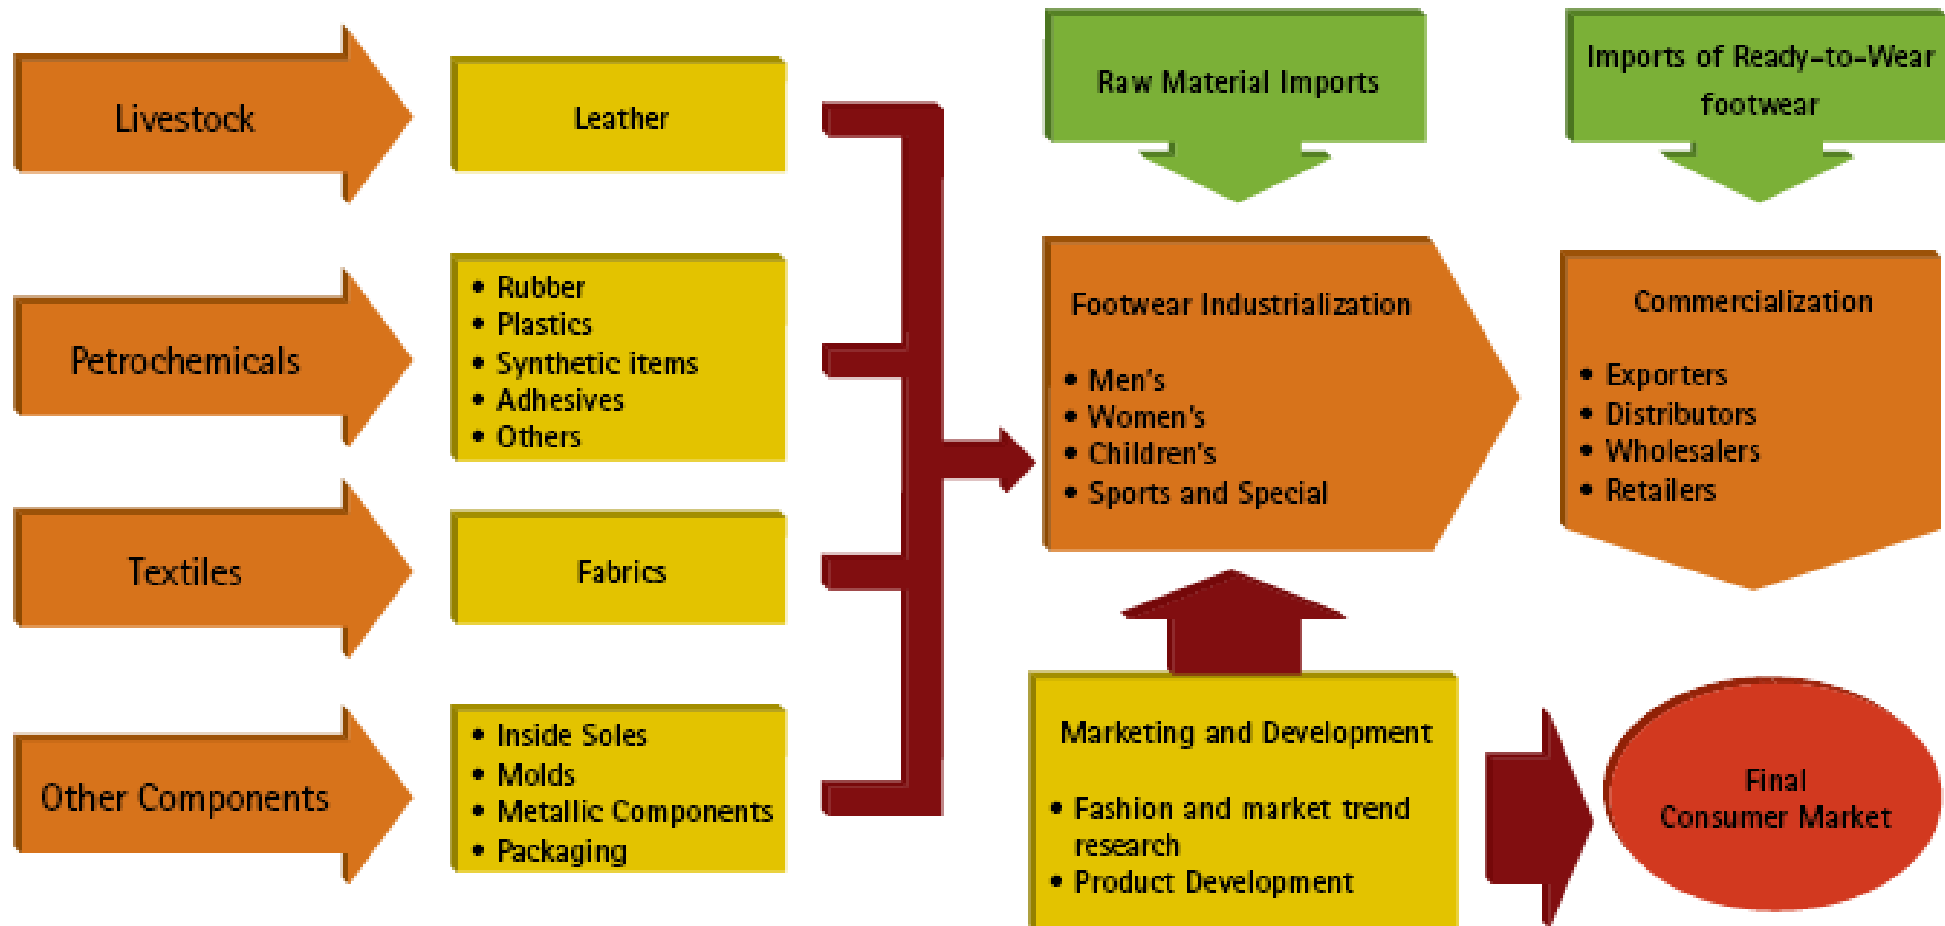 Livestock
Leather
Raw Material Imports
Imports of Ready-to-Wear
footwear
Petrochemicals
• Rubber
• Plastics
• Synthetic items
• Adhesives
• Others
Footwear Industrialization
• Men's
• Women's
• Children's
• Sports and Special
Commercialization
• Exporters
• Distributors
• Wholesalers
• Retailers
Textiles
Fabrics
Other Components
• Inside Soles
• Molds
• Metallic Components
• Packaging
Marketing and Development
• Fashion and market trend
research
• Product Development
Final
Consumer Market